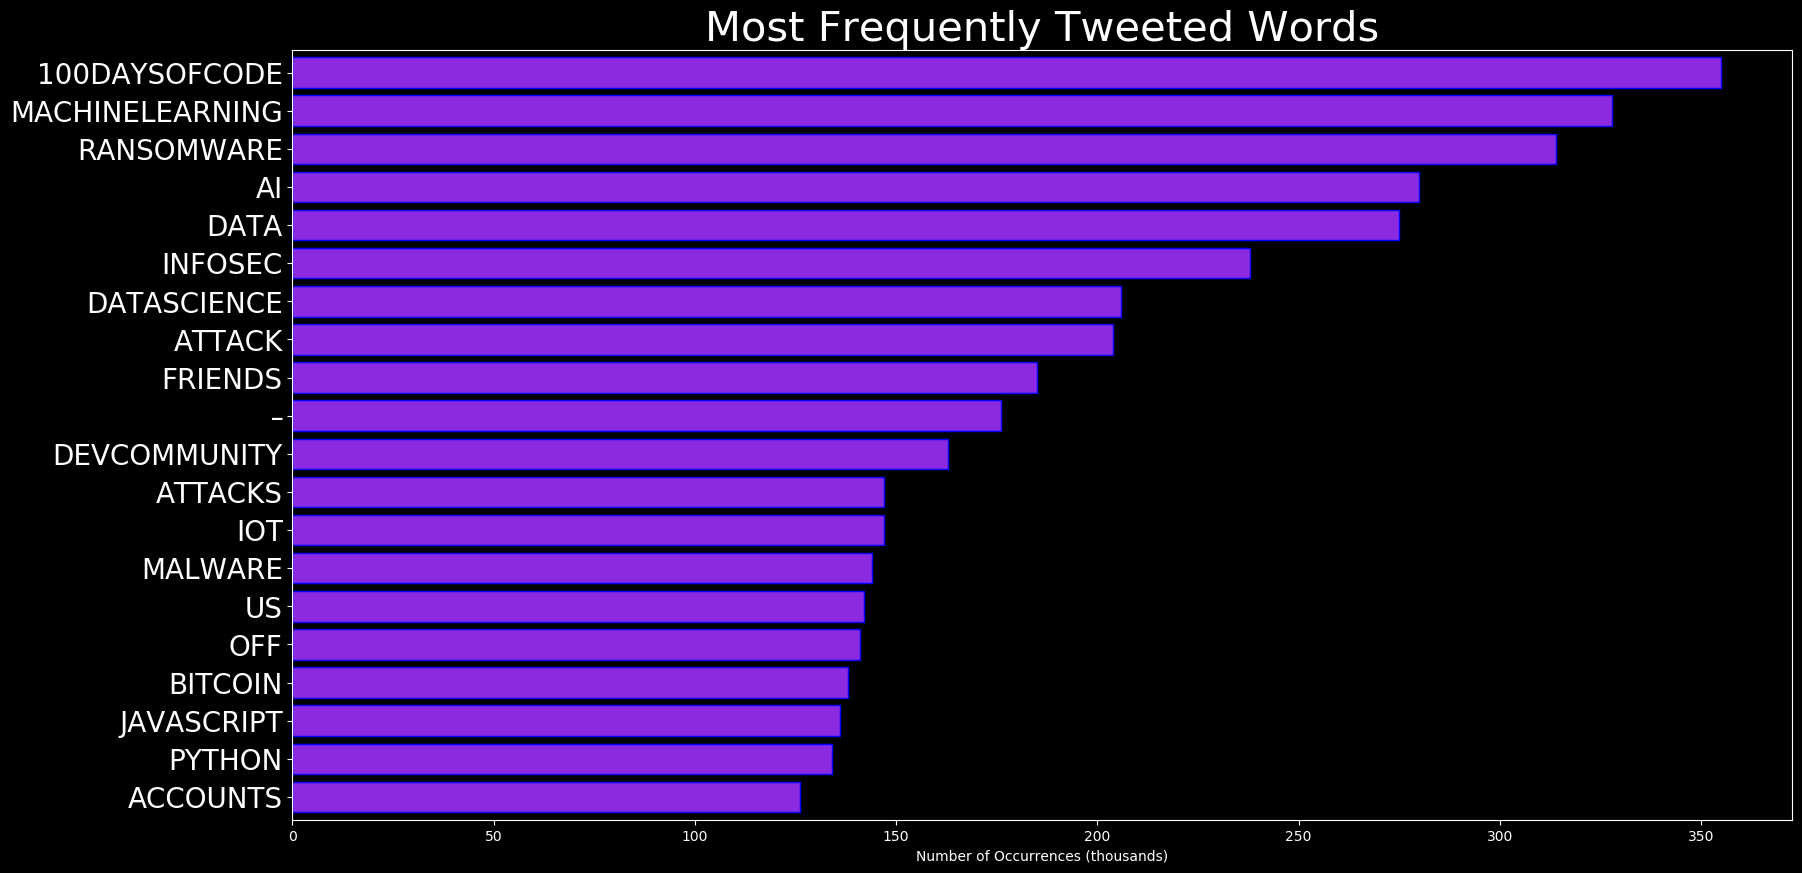 Most Frequently Tweeted Words
100DAYSOFCODE
MACHINELEARNING
RANSOMWARE
AI
DATA
INFOSEC
DATASCIENCE
ATTACK
FRIENDS
–
DEVCOMMUNITY
ATTACKS
IOT
MALWARE
US
OFF
BITCOIN
JAVASCRIPT
PYTHON
ACCOUNTS
0 50 100 150 200 250 300 350
Number of Occurrences (thousands)